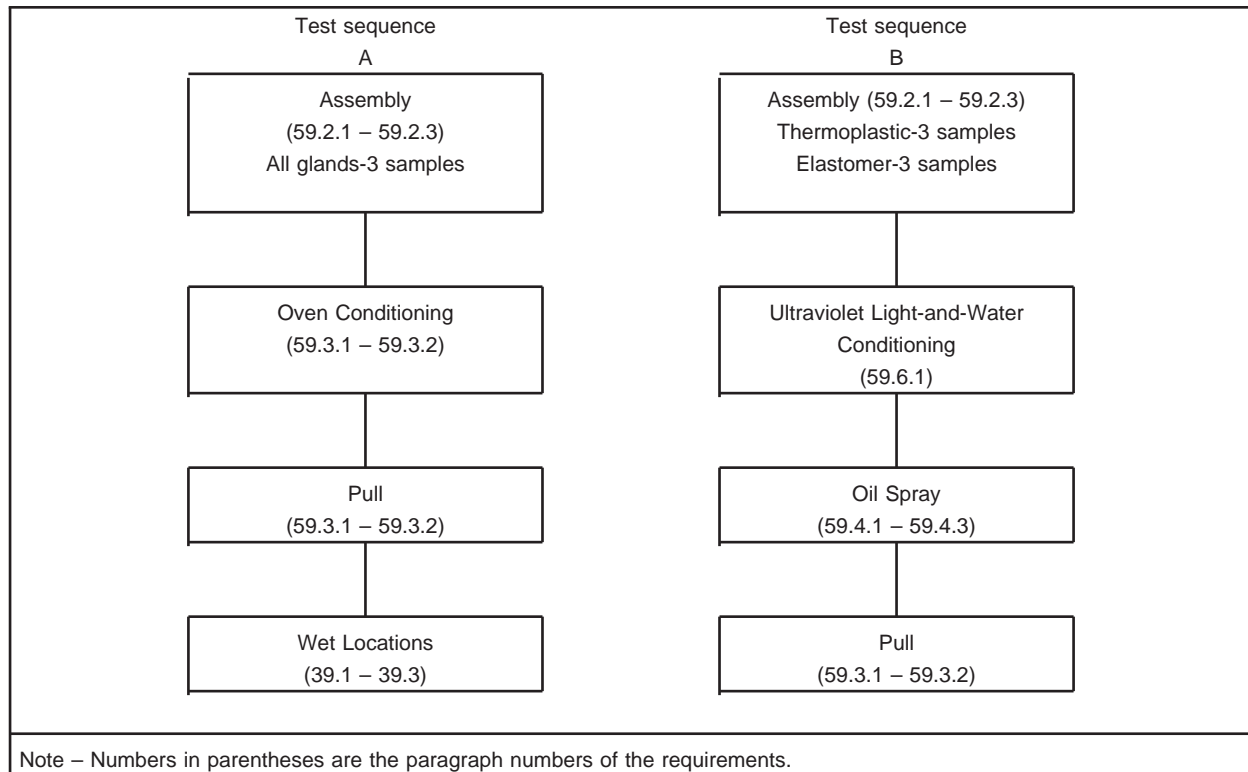 Test sequence
A
Assembly
(59.2.1 – 59.2.3)
All glands-3 samples
Oven Conditioning
(59.3.1 – 59.3.2)
Pull
(59.3.1 – 59.3.2)
Wet Locations
(39.1 – 39.3)
Test sequence
B
Assembly (59.2.1 – 59.2.3)
Thermoplastic-3 samples
Elastomer-3 samples
Ultraviolet Light-and-Water
Conditioning
(59.6.1)
Oil Spray
(59.4.1 – 59.4.3)
Pull
(59.3.1 – 59.3.2)
Note – Numbers in parentheses are the paragraph numbers of the requirements.